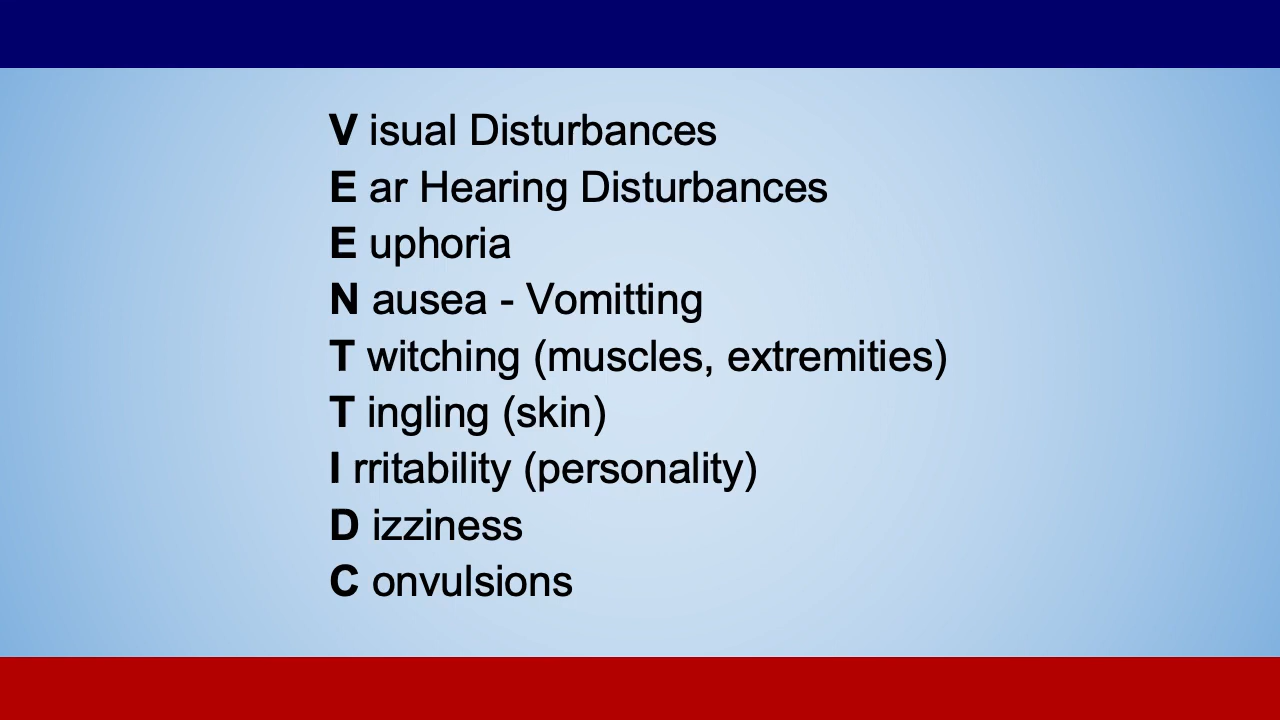 V isual Disturbances
E ar Hearing Disturbances
E uphoria
N ausea - Vomitting
T witching (muscles, extremities)
T ingling (skin)
I rritability (personality)
D izziness
C onvulsions